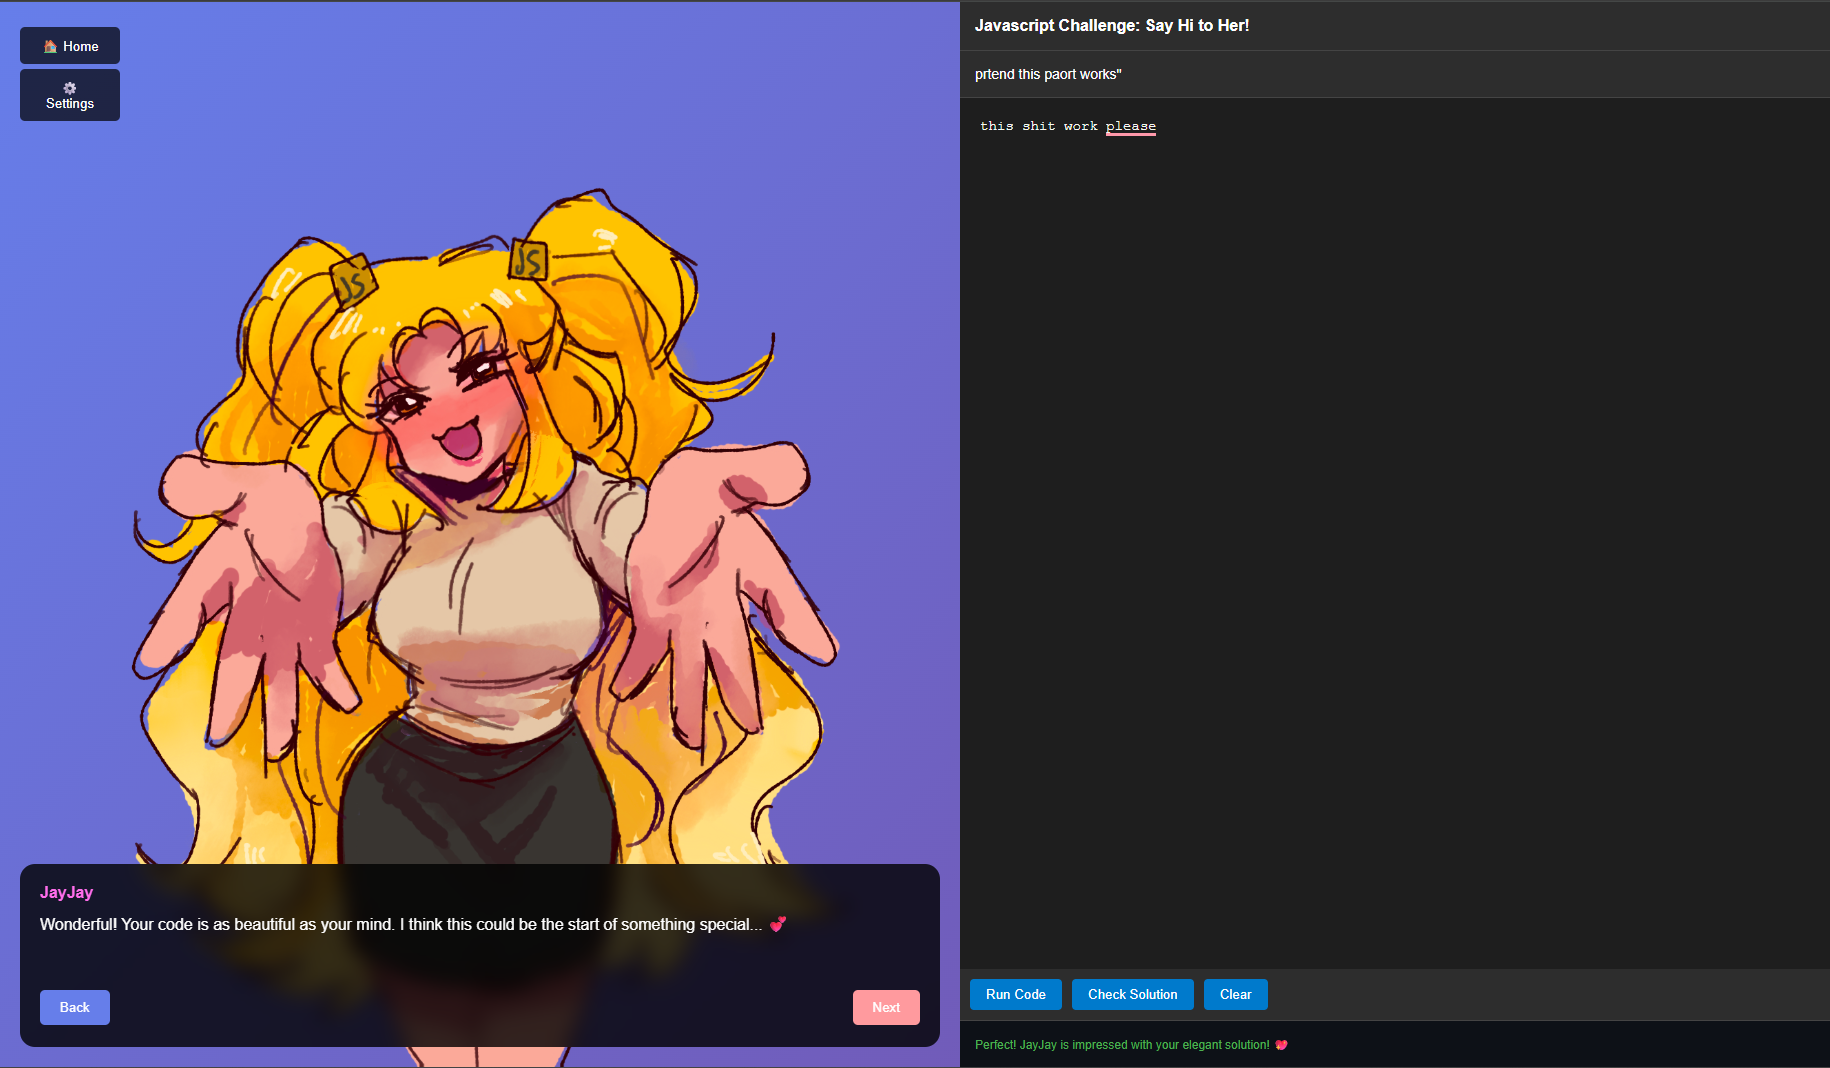 Home
Settings
JS
JS
JayJay
Wonderful! Your code is as beautiful as your mind. I think this could be the start of something special... 💕
Back
Next
Javascript Challenge: Say Hi to Her!
prtend this paort works"
this shit work please
Run Code
Check Solution
Clear
Perfect! JayJay is impressed with your elegant solution! 💖